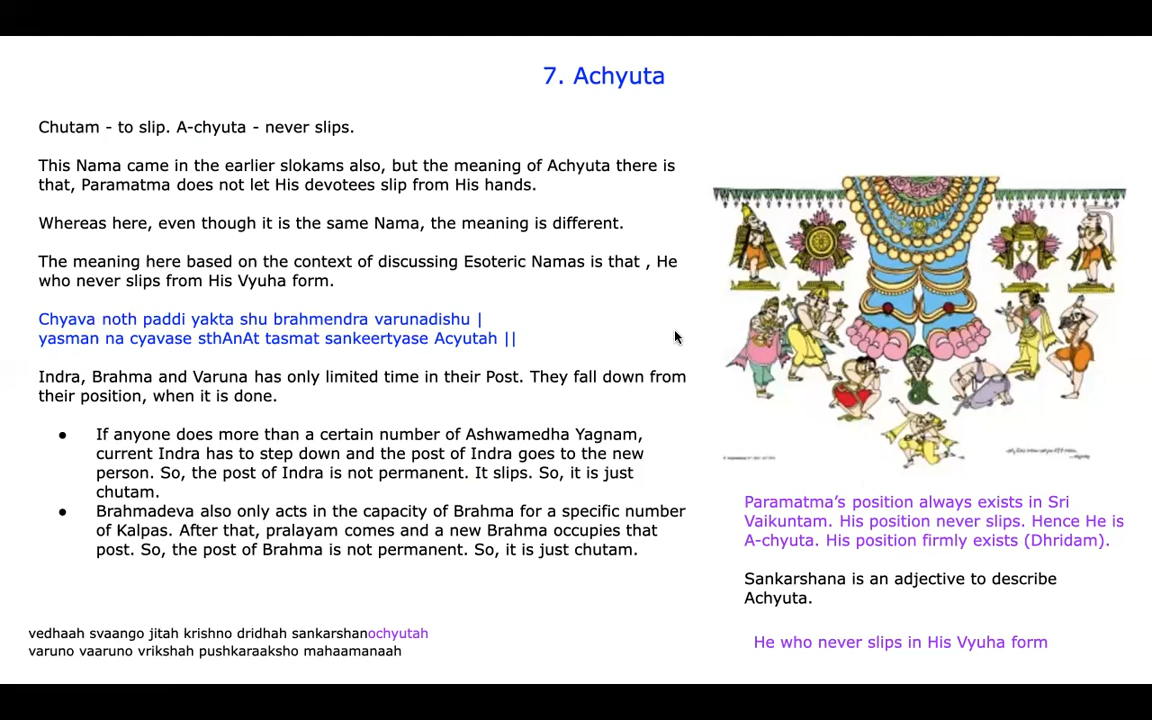 7. Achyuta
Chutam - to slip. A-chyuta - never slips.
This Nama came in the earlier slokams also, but the meaning of Achyuta there is
that, Paramatma does not let His devotees slip from His hands.
Whereas here, even though it is the same Nama, the meaning is different.
The meaning here based on the context of discussing Esoteric Namas is that , He
who never slips from His Vyuha form.
Chyava noth paddi yakta shu brahmendra varunadishu |
yasman na cyavase sthAnAt tasmat sankeertyase Acyutah ||
Indra, Brahma and Varuna has only limited time in their Post. They fall down from
their position, when it is done.
● If anyone does more than a certain number of Ashwamedha Yagnam,
current Indra has to step down and the post of Indra goes to the new
person. So, the post of Indra is not permanent. It slips. So, it is just
chutam.
● Brahmadeva also only acts in the capacity of Brahma for a specific number
of Kalpas. After that, pralayam comes and a new Brahma occupies that
post. So, the post of Brahma is not permanent. So, it is just chutam.
vedhaah svaango jitah krishno dridhah sankarshanochyutah
varuno vaaruno vrikshah pushkaraaksho mahaamanaah
Paramatma's position always exists in Sri
Vaikuntam. His position never slips. Hence He is
A-chyuta. His position firmly exists (Dhridam).
Sankarshana is an adjective to describe
Achyuta.
He who never slips in His Vyuha form